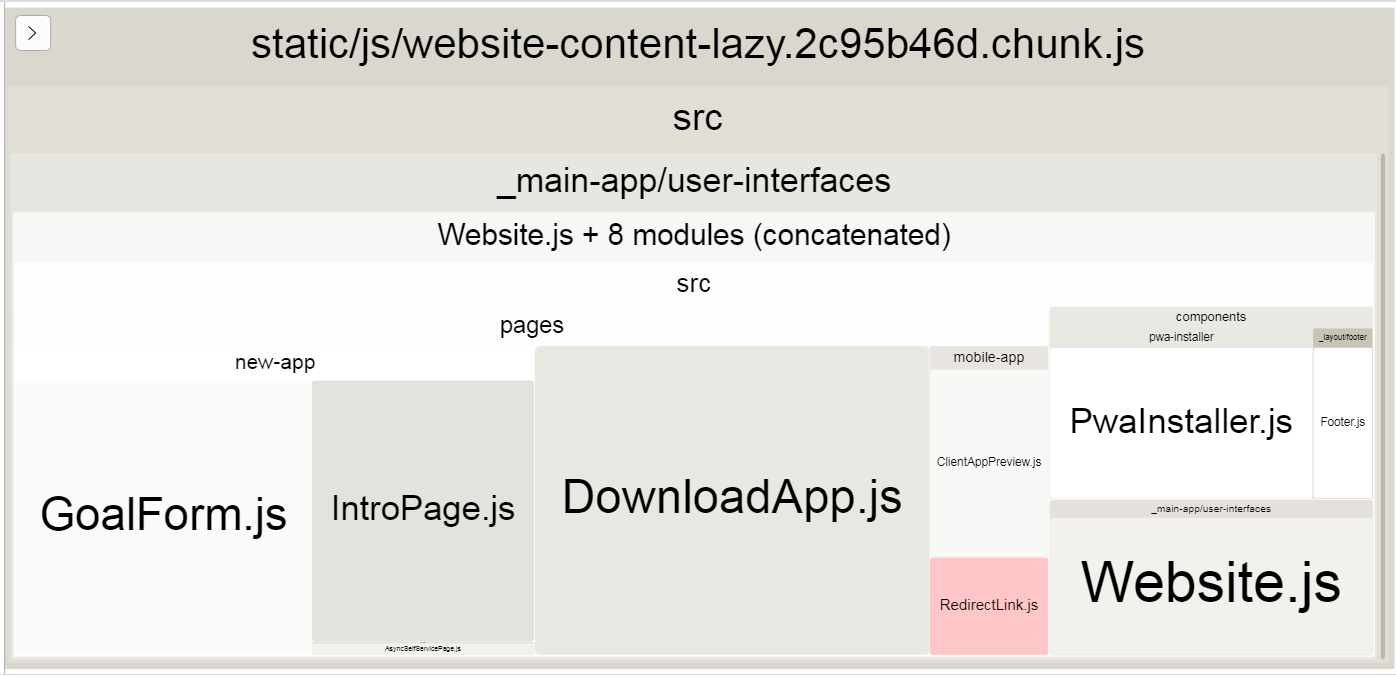 static/js/website-content-lazy.2c95b46d.chunk.js
src
_main-app/user-interfaces
Website.js + 8 modules (concatenated)
src
pages
components
new-app
mobile-app
pwa-installer
_layout/footer
GoalForm.js
IntroPage.js
AsyncSelfServicePage.js
DownloadApp.js
ClientAppPreview.js
RedirectLink.js
PwaInstaller.js
Footer.js
_main-app/user-interfaces
Website.js